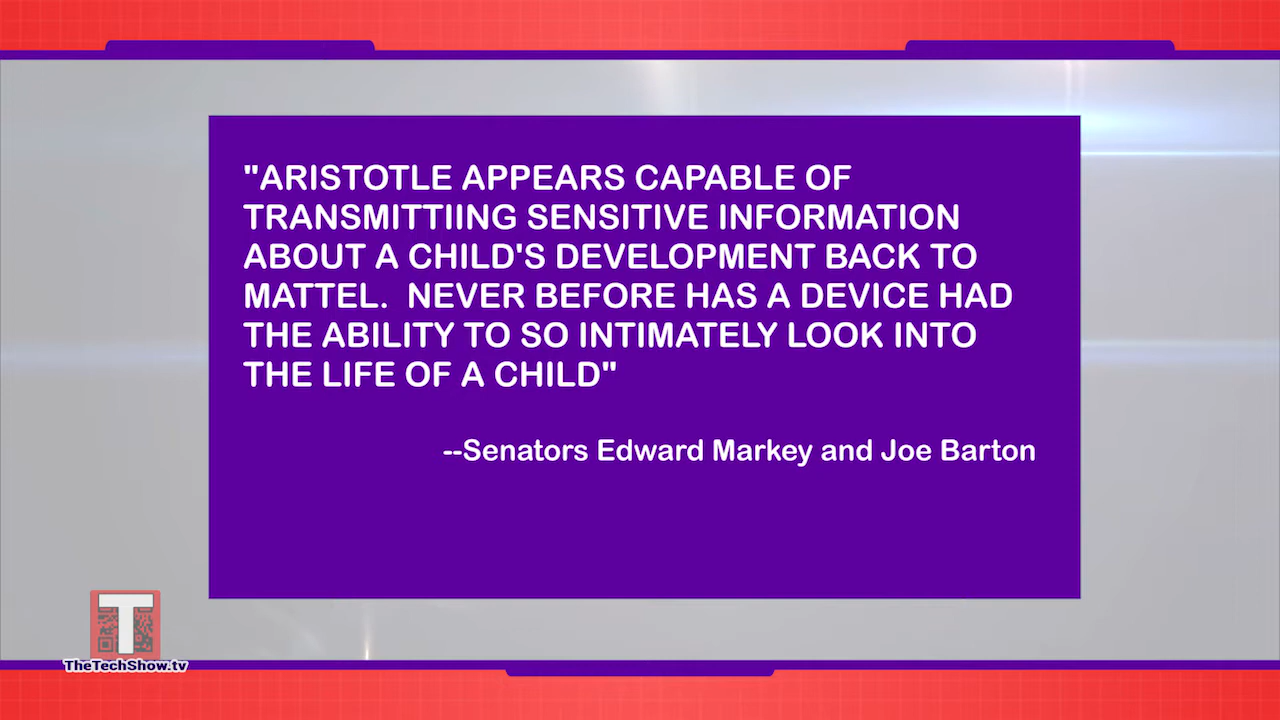 "ARISTOTLE APPEARS CAPABLE OF
TRANSMITTIING SENSITIVE INFORMATION
ABOUT A CHILD'S DEVELOPMENT BACK TO
MATTEL.  NEVER BEFORE HAS A DEVICE HAD
THE ABILITY TO SO INTIMATELY LOOK INTO
THE LIFE OF A CHILD"
--Senators Edward Markey and Joe Barton
T
TheTechShow.tv